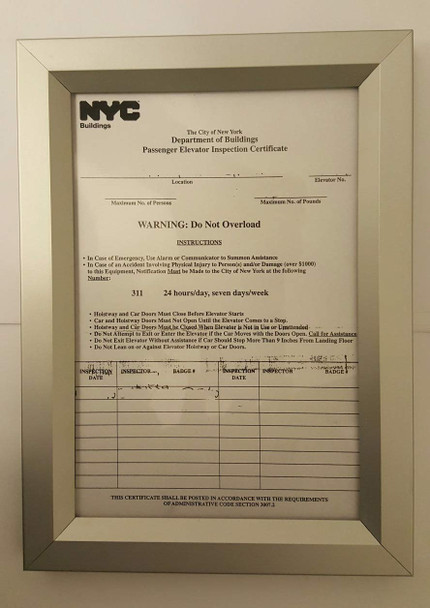 NYC
Buildings
The City of New York
Department of Buildings
Passenger Elevator Inspection Certificate
Location
Elevator No.
Maximum No. of Person
Maximum No. of Pounds
WARNING: Do Not Overload
INSTRUCTIONS
• In Case of Emergency, Use Alarm or Communicator to Summon Assistance
• In Case of an Accident Involving Physical Injury to Person(s) and/or Damage (over $1000)
to this Equipment, Notification Must be Made to the City of New York at the following
Number:
311 24 hours/day, seven days/week
• Hoistway and Car Doors Must Close Before Elevator Starts
• Car and Hoistway Doors Must Not Open Until the Elevator Comes to a Stop.
• Hoistway and Car Doors Must be Closed When Elevator is Not in Use or Unattended
• Do Not Attempt to Exit or Enter the Elevator if the Car Moves with the Doors Open. Call for Assistance
• Do Not Exit Elevator Without Assistance if Car Should Stop More Than 9 Inches From Landing Floor
• Do Not Lean on or Against Elevator Hoistway or Car Doors.
INSPECTION INSPECTOR BADGE # INSPECTION INSPECTOR BADGE #
DATE DATE
THIS CERTIFICATE SHALL BE POSTED IN ACCORDANCE WITH THE REQUIREMENTS
OF ADMINISTRATIVE CODE SECTION 3007.2